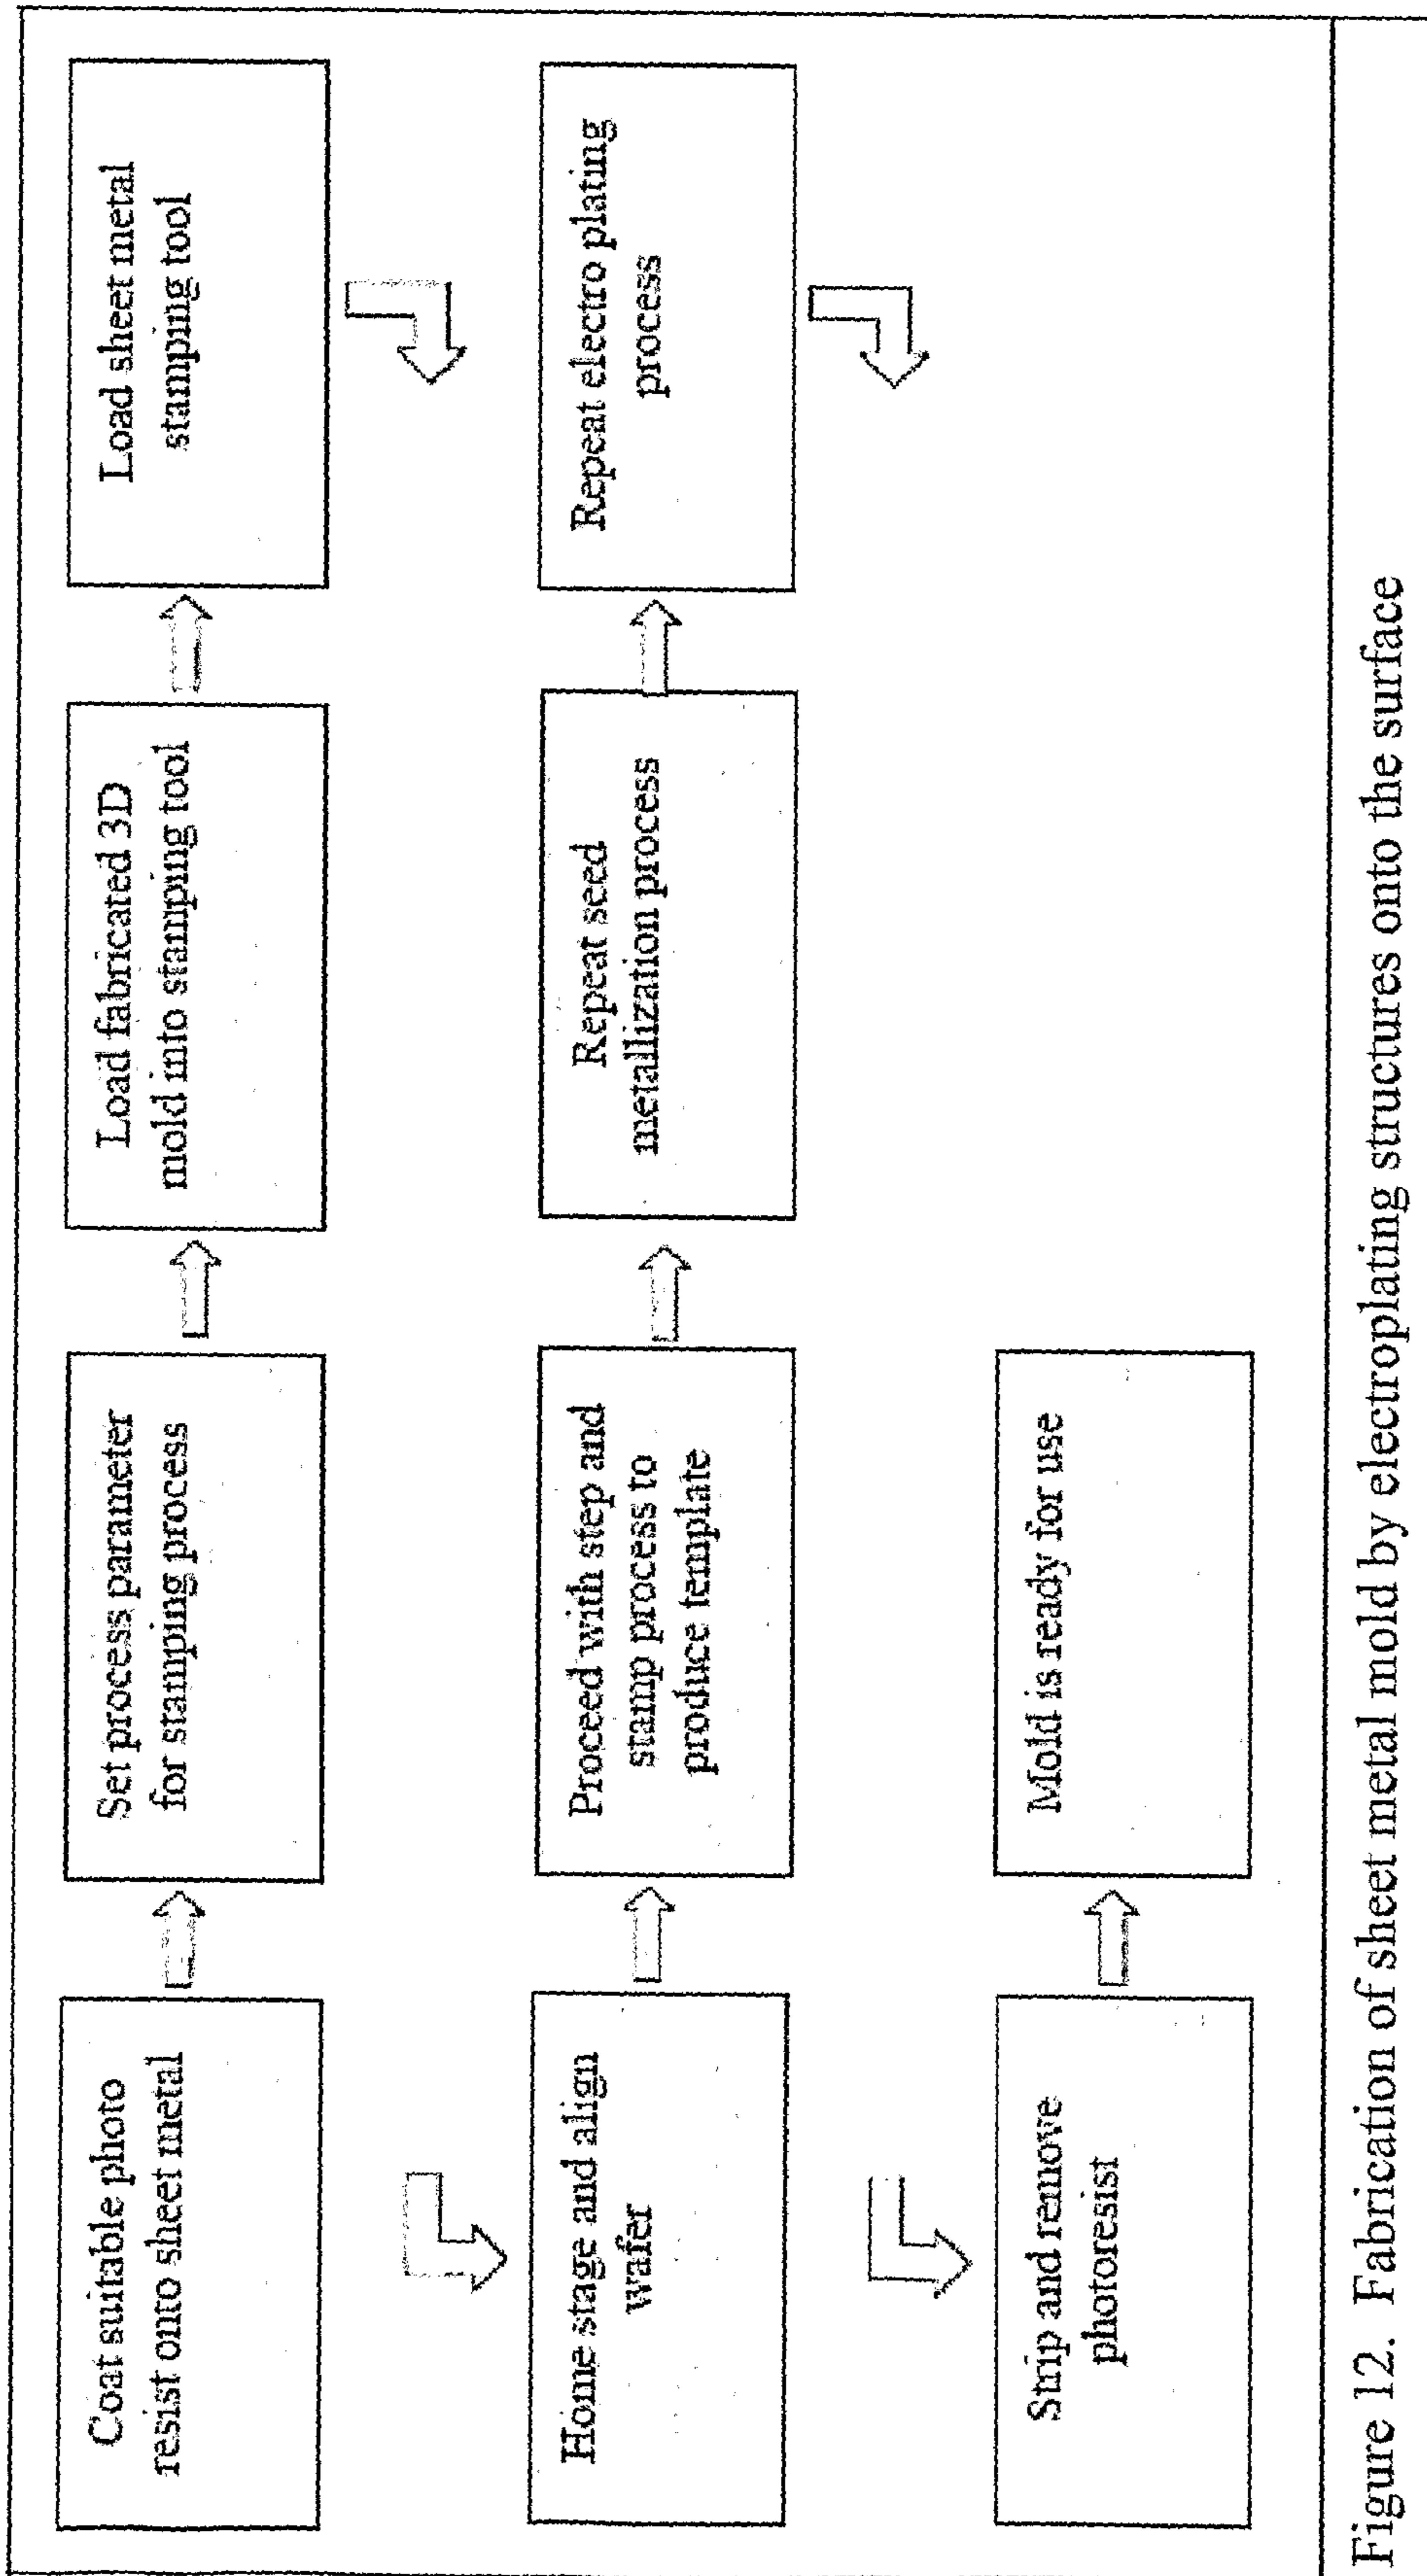 Coat suitable photo
resist onto sheet metal
Set process parameter
for stamping process
Load fabricated 3D
mold into stamping tool
Load sheet metal
stamping tool
Home stage and align
wafer
Proceed with step and
stamp process to
produce template
Repeat seed
metallization process
Repeat electro plating
process
Strip and remove
photoresist
Mold is ready for use
Figure 12. Fabrication of sheet metal mold by electroplating structures onto the surface